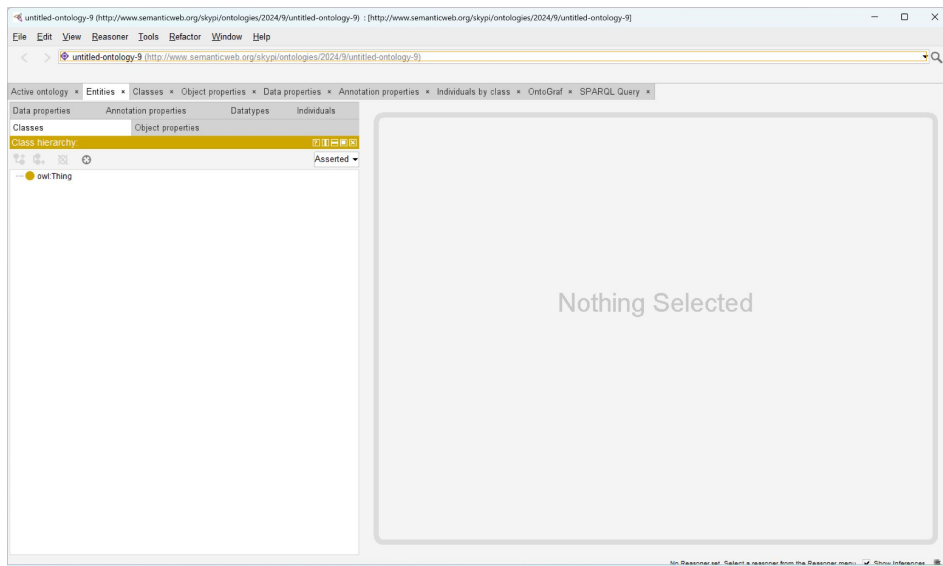 untitled-ontology-9 (http://www.semanticweb.org/skypi/ontologies/2024/9/untitled-ontology-9) : [http://www.semanticweb.org/skypi/ontologies/2024/9/untitled-ontology-9]
File Edit View Reasoner Tools Refactor Window Help
untitled-ontology-9 (http://www.semanticweb.org/skypi/ontologies/2024/9/untitled-ontology-9)
Active ontology × Entities × Classes × Object properties × Data properties × Annotation properties × Individuals by class × OntoGraf × SPARQL Query ×
Data properties Annotation properties Datatypes Individuals
Classes Object properties
Class hierarchy:
Asserted
owl:Thing
Nothing Selected
No Reasoner set. Select a reasoner from the Reasoner menu Show Inferences